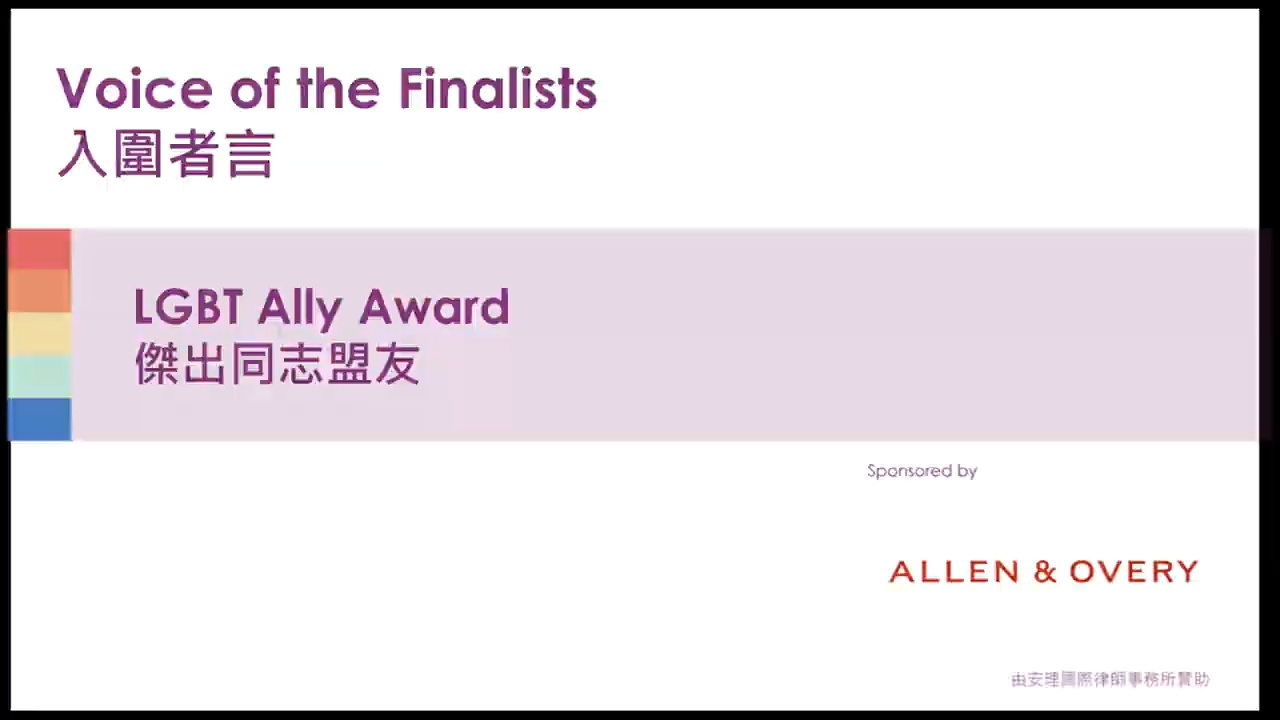 Voice of the Finalists
入圍者言
LGBT Ally Award
傑出同志盟友
Sponsored by
ALLEN & OVERY
由安理國際律師事務所贊助